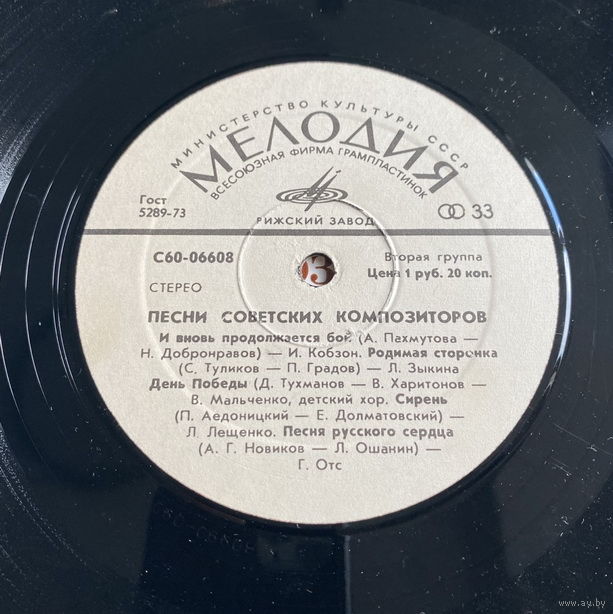 МИНИСТЕРСТВО КУЛЬТУРЫ СССР
МЕЛОДИЯ
ВСЕСОЮЗНАЯ ФИРМА ГРАМПЛАСТИНОК
Гост
5289-73
33
РИЖСКИЙ ЗАВОД
С60-06608
Вторая группа
Цена 1 руб. 20 коп.
СТЕРЕО
3
ПЕСНИ СОВЕТСКИХ КОМПОЗИТОРОВ
И вновь продолжается бой (А. Пахмутова —
Н. Добронравов) — И. Кобзон. Родимая сторонка
(С. Туликов — П. Градов) — Л. Зыкина
День Победы (Д. Тухманов — В. Харитонов) —
В. Мальченко, детский хор. Сирень
(П. Аедоницкий — Е. Долматовский) —
Л. Лещенко. Песня русского сердца
(А. Г. Новиков — Л. Ошанин) —
Г. Отс
www.ay.by